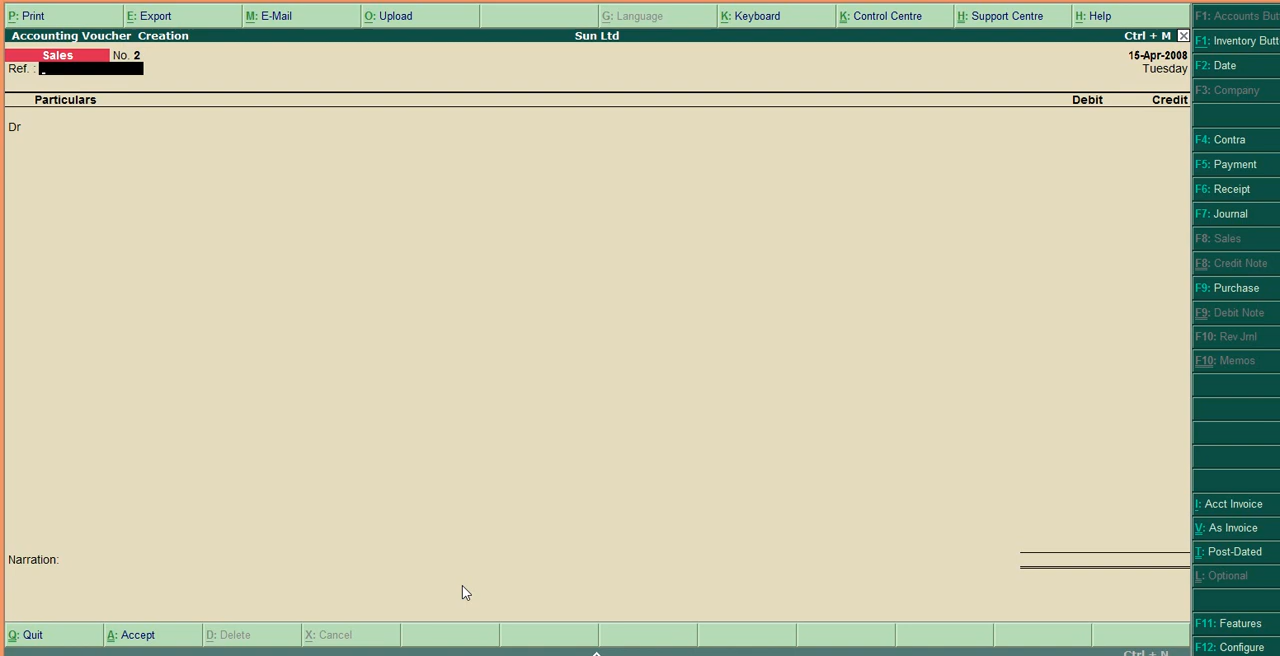 P: Print E: Export M: E-Mail O: Upload G: Language K: Keyboard K: Control Centre H: Support Centre H: Help
Accounting Voucher Creation Sun Ltd Ctrl + M
Sales No. 2 15-Apr-2008
Ref. : Tuesday
Particulars Debit Credit
Dr
Narration:
Q: Quit A: Accept D: Delete X: Cancel
Ctrl + N
F1: Accounts But
F1: Inventory Butt
F2: Date
F3: Company
F4: Contra
F5: Payment
F6: Receipt
F7: Journal
F8: Sales
F8: Credit Note
F9: Purchase
F9: Debit Note
F10: Rev Jrnl
F10: Memos
I: Acct Invoice
V: As Invoice
T: Post-Dated
L: Optional
F11: Features
F12: Configure